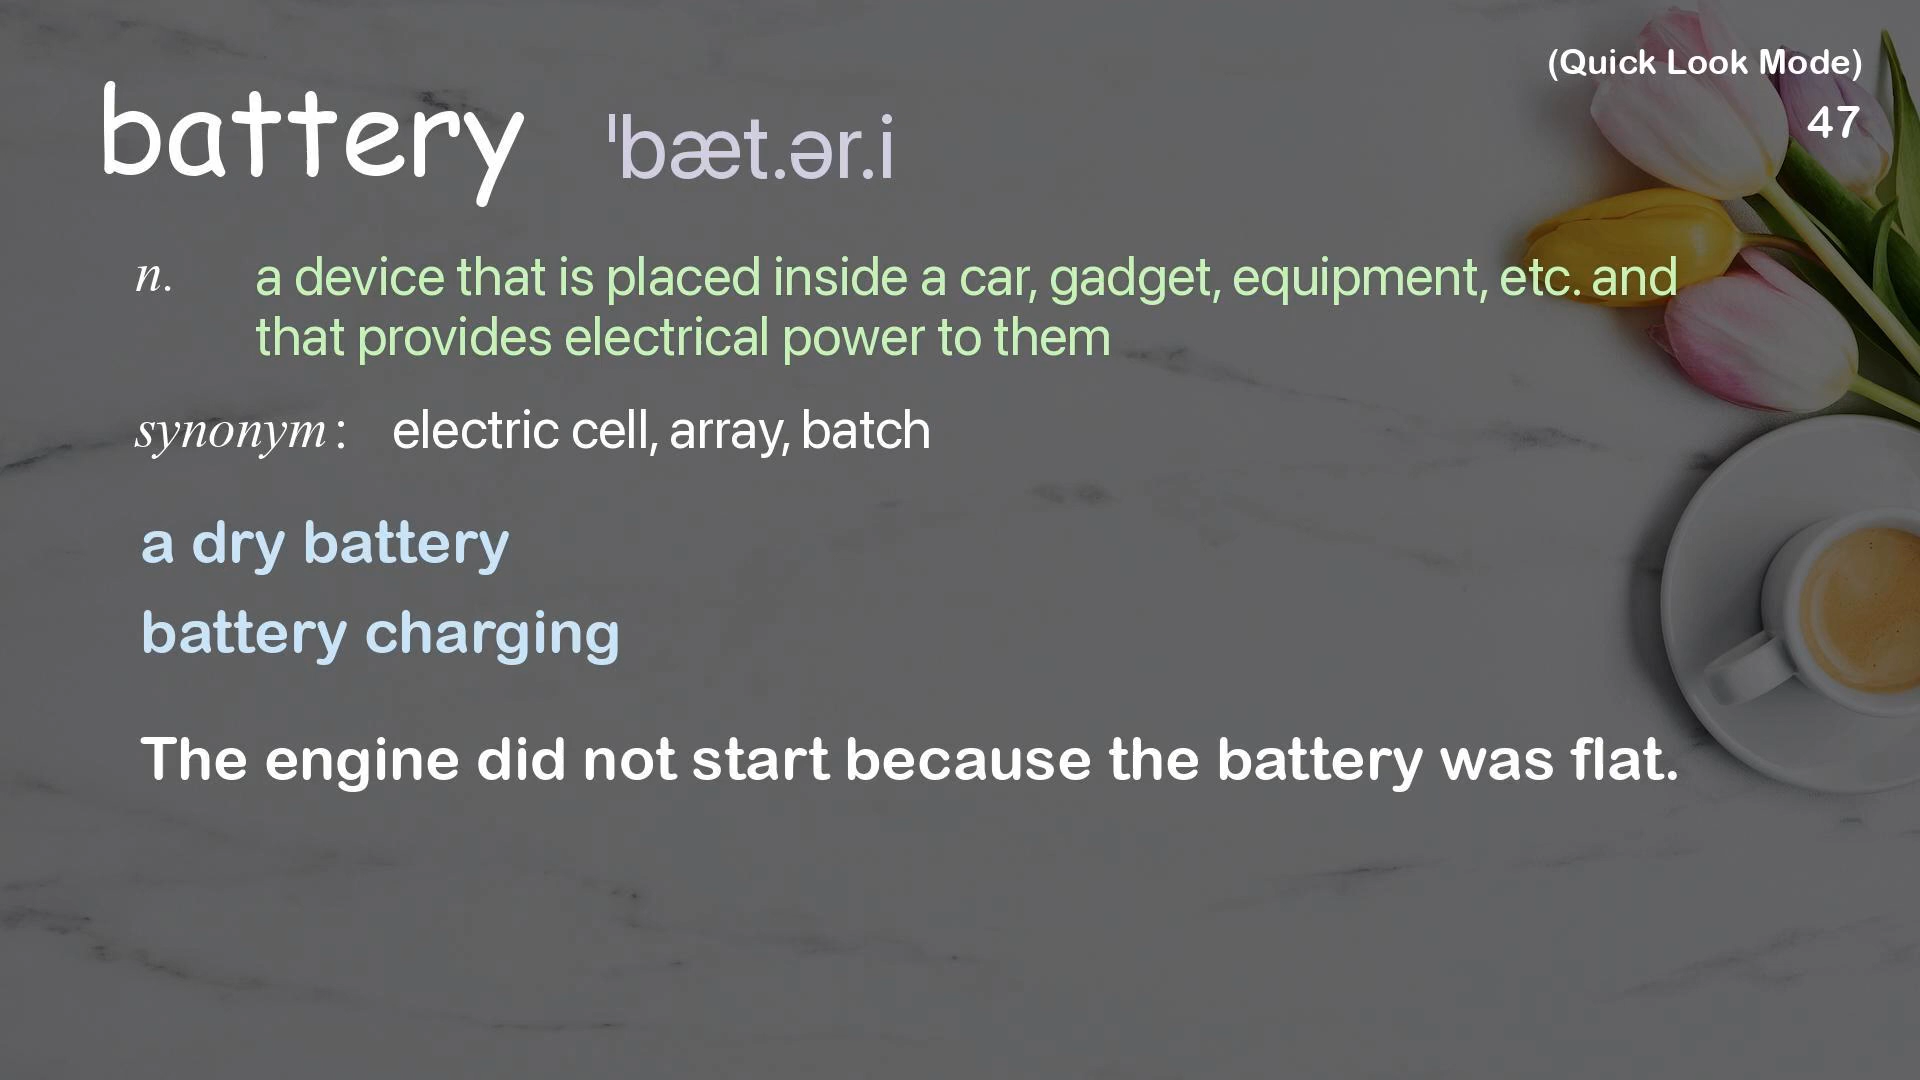 (Quick Look Mode)
47
battery ˈbæt.ər.i
n. a device that is placed inside a car, gadget, equipment, etc. and
that provides electrical power to them
synonym: electric cell, array, batch
a dry battery
battery charging
The engine did not start because the battery was flat.